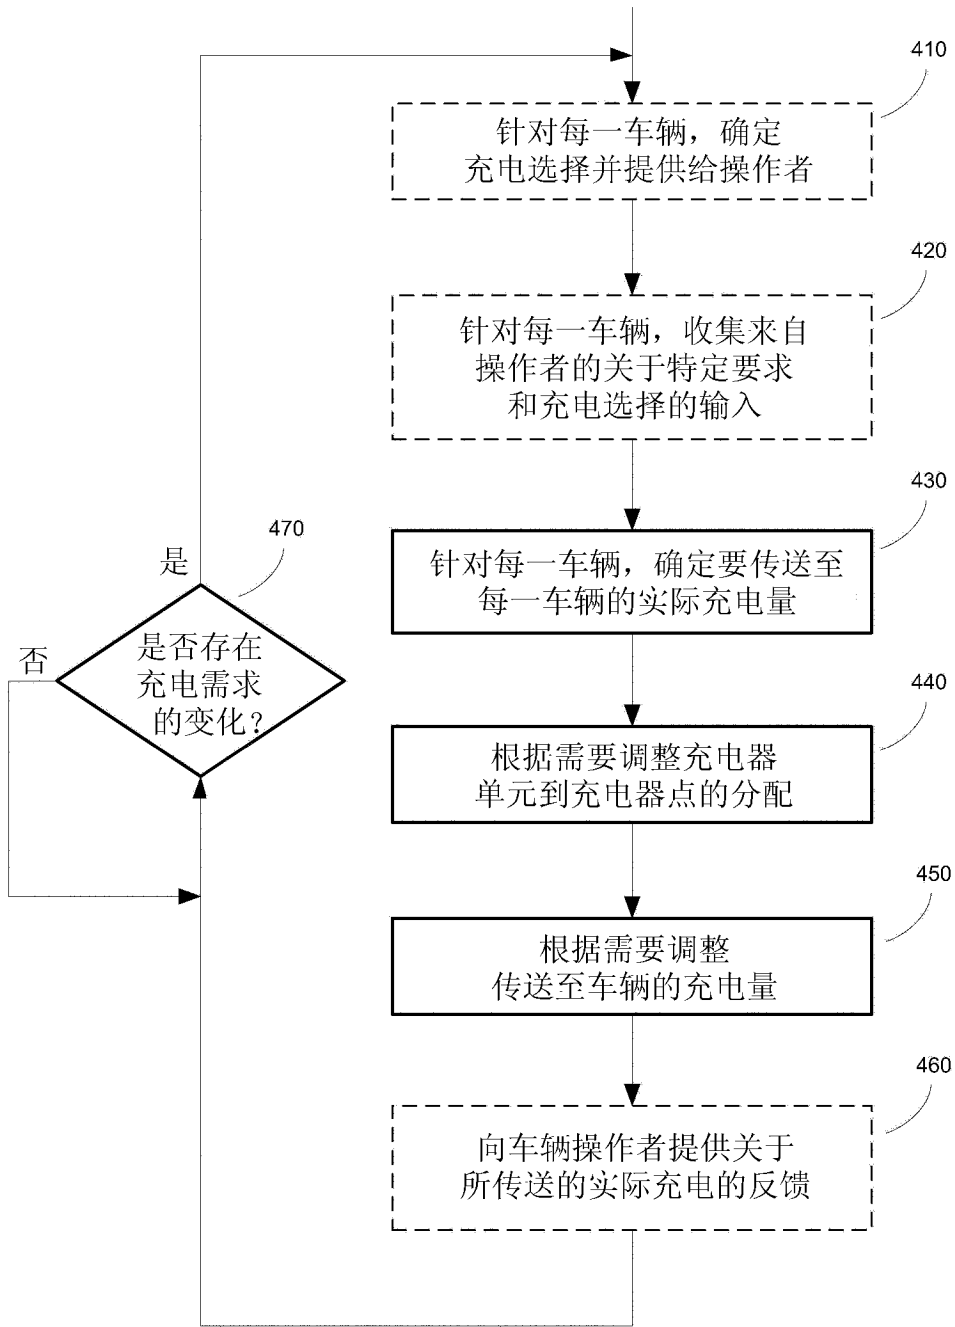 410
针对每一车辆，确定
充电选择并提供给操作者
420
针对每一车辆，收集来自
操作者的关于特定要求
和充电选择的输入
430
针对每一车辆，确定要传送至
每一车辆的实际充电量
440
根据需要调整充电器
单元到充电器点的分配
450
根据需要调整
传送至车辆的充电量
460
向车辆操作者提供关于
所传送的实际充电的反馈
470
是
否
是否存在
充电需求
的变化？